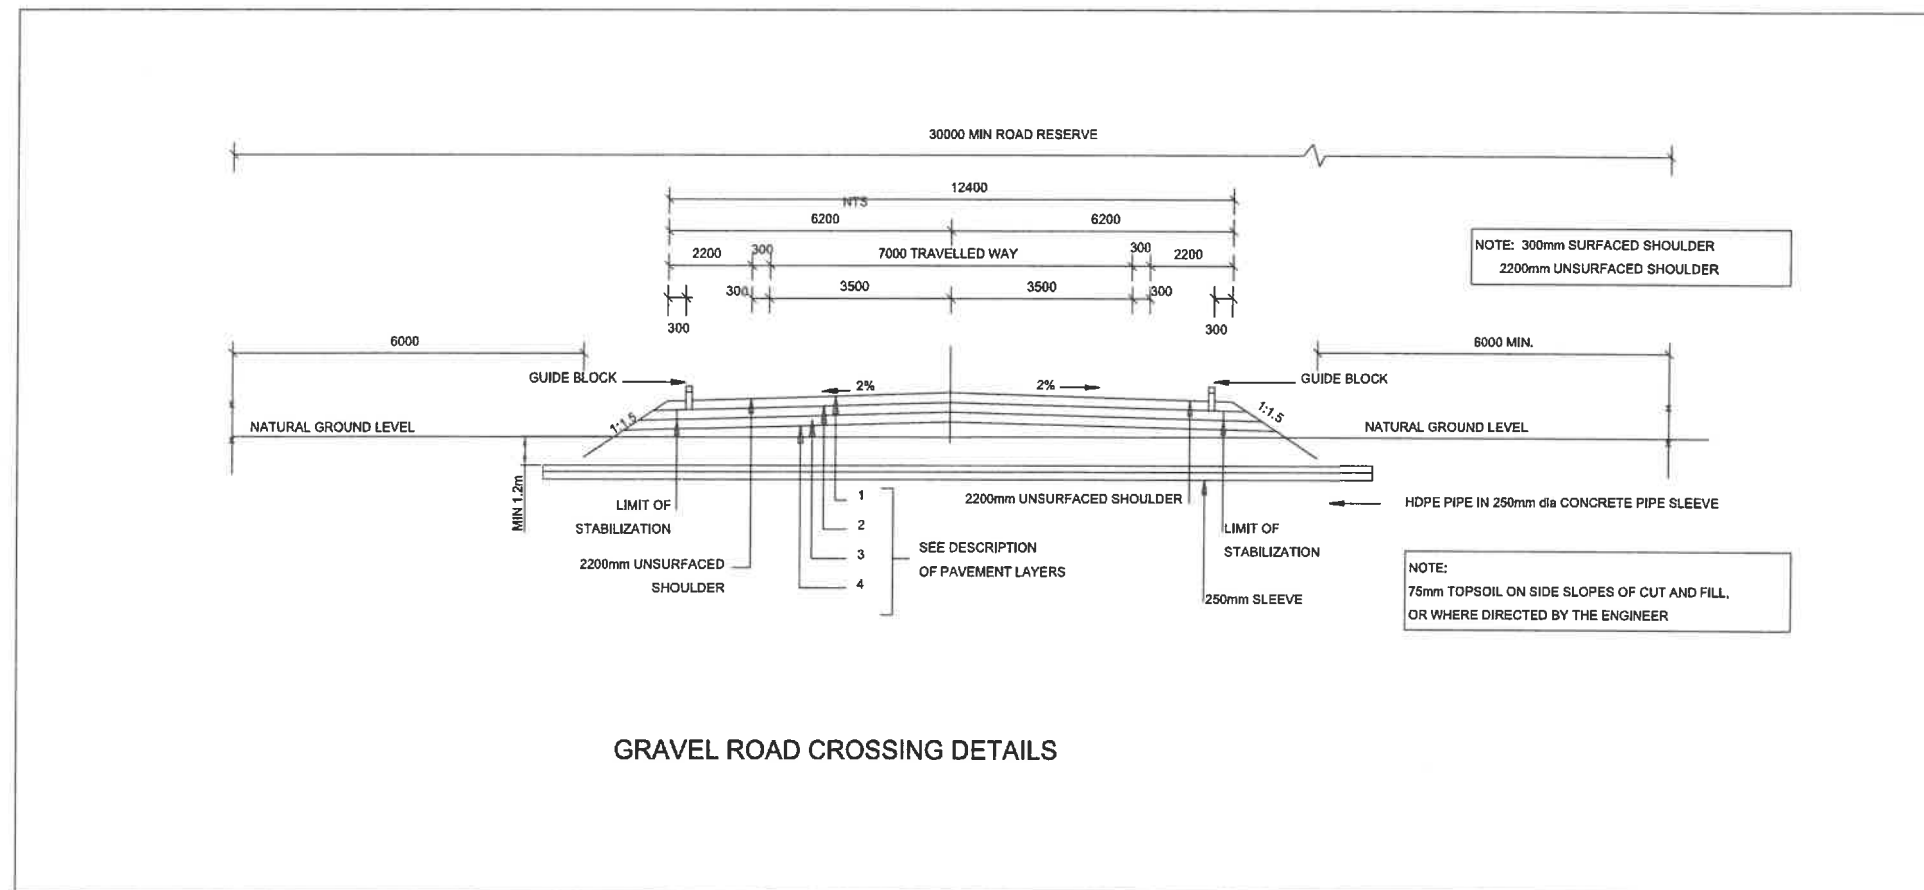 30000 MIN ROAD RESERVE
12400
NTS
6200
6200
2200
300
7000 TRAVELLED WAY
300
2200
300
3500
3500
300
300
300
NOTE: 300mm SURFACED SHOULDER
2200mm UNSURFACED SHOULDER
6000
6000 MIN.
GUIDE BLOCK
2%
2%
GUIDE BLOCK
1:1.5
1:1.5
NATURAL GROUND LEVEL
NATURAL GROUND LEVEL
MIN 1.2m
LIMIT OF
STABILIZATION
2200mm UNSURFACED
SHOULDER
1
2
3
4
SEE DESCRIPTION
OF PAVEMENT LAYERS
2200mm UNSURFACED SHOULDER
LIMIT OF
STABILIZATION
250mm SLEEVE
HDPE PIPE IN 250mm dia CONCRETE PIPE SLEEVE
NOTE:
75mm TOPSOIL ON SIDE SLOPES OF CUT AND FILL,
OR WHERE DIRECTED BY THE ENGINEER
GRAVEL ROAD CROSSING DETAILS